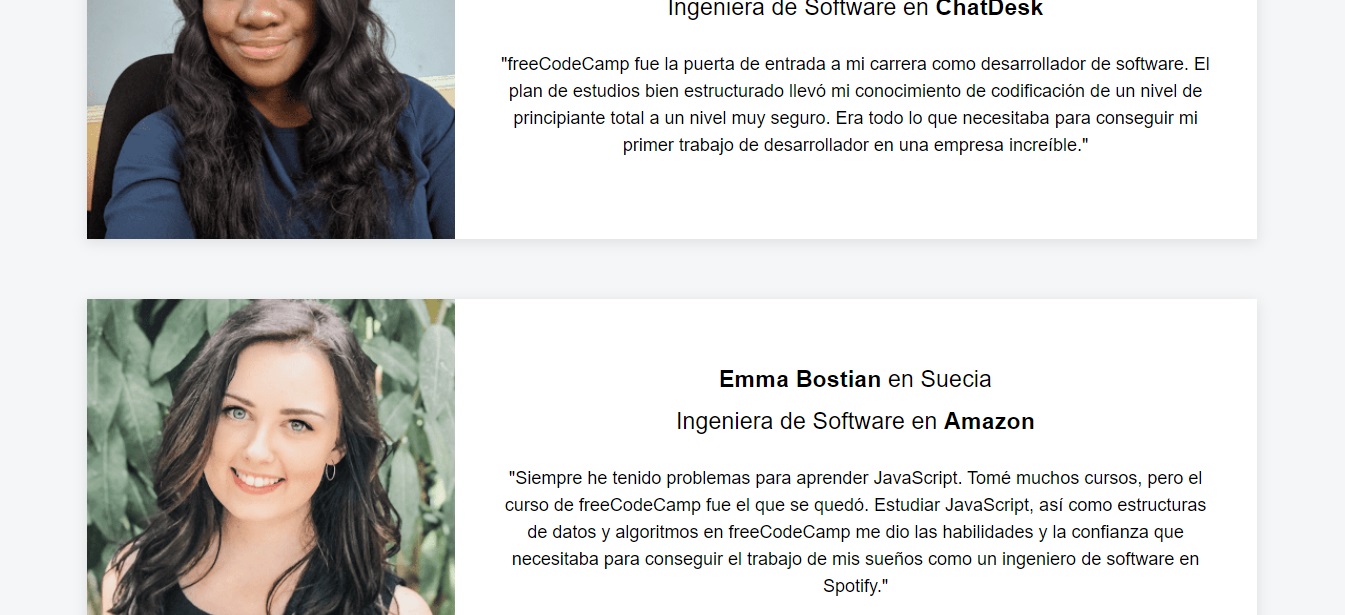 Ingeniera de Software en ChatDesk
"freeCodeCamp fue la puerta de entrada a mi carrera como desarrollador de software. El
plan de estudios bien estructurado llevó mi conocimiento de codificación de un nivel de
principiante total a un nivel muy seguro. Era todo lo que necesitaba para conseguir mi
primer trabajo de desarrollador en una empresa increíble."
Emma Bostian en Suecia
Ingeniera de Software en Amazon
"Siempre he tenido problemas para aprender JavaScript. Tomé muchos cursos, pero el
curso de freeCodeCamp fue el que se quedó. Estudiar JavaScript, así como estructuras
de datos y algoritmos en freeCodeCamp me dio las habilidades y la confianza que
necesitaba para conseguir el trabajo de mis sueños como un ingeniero de software en
Spotify."